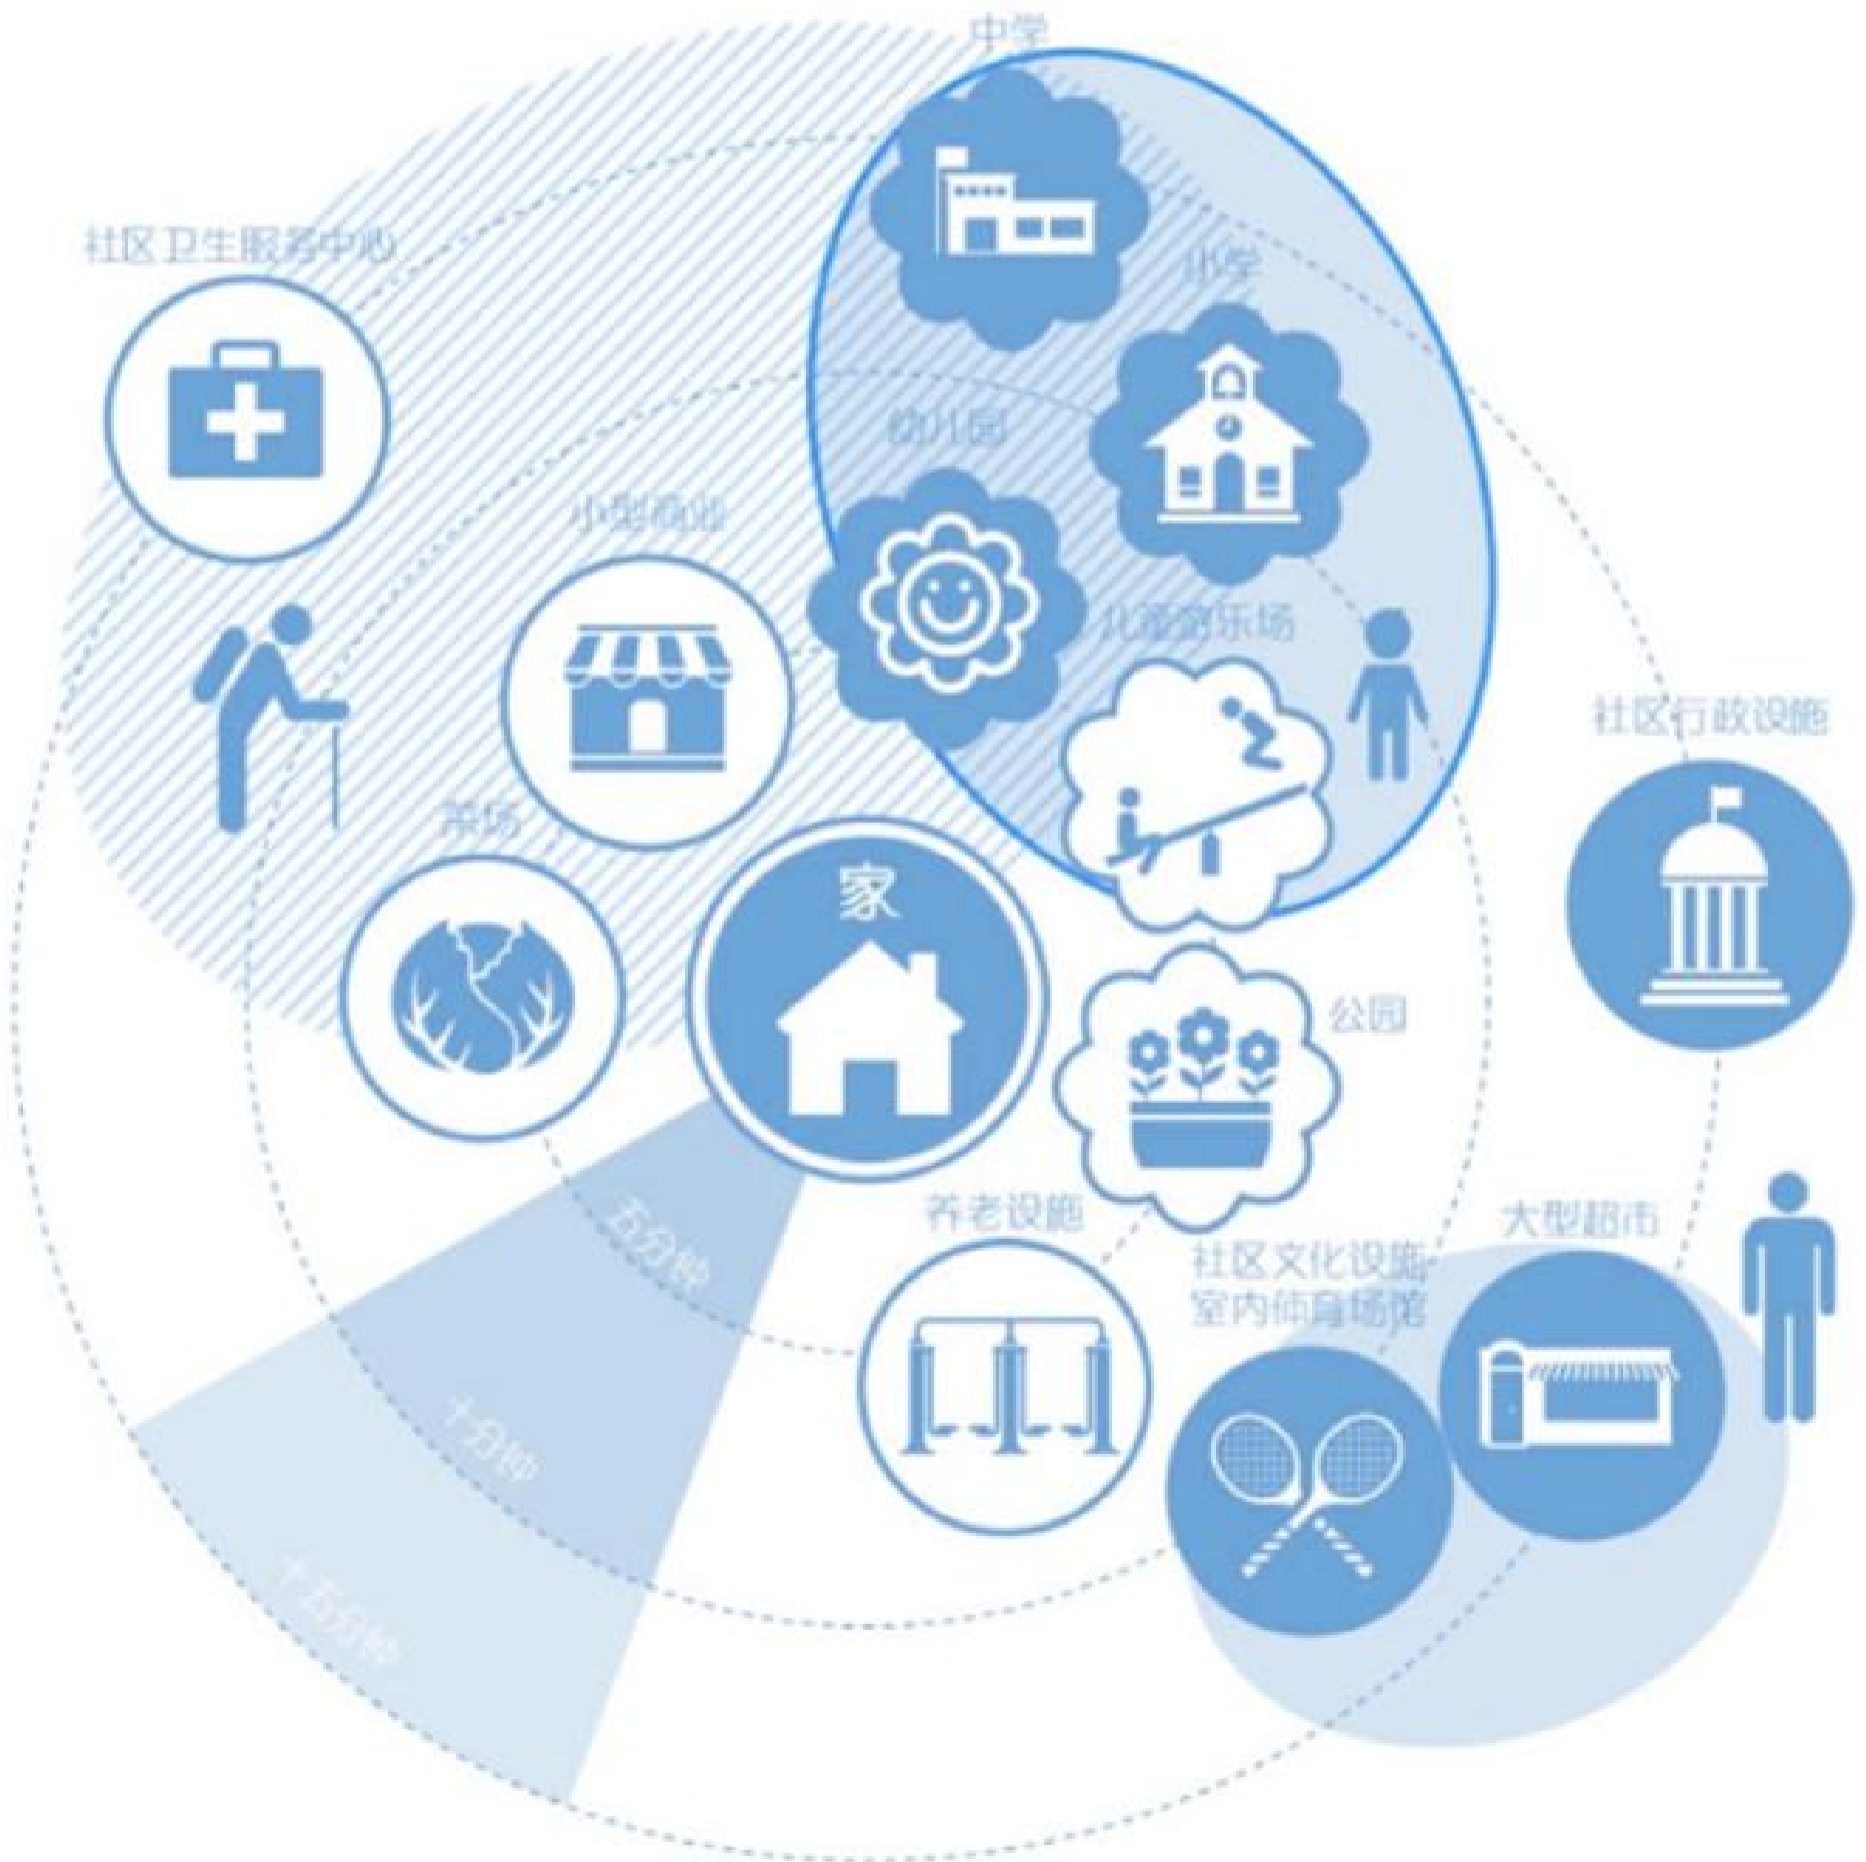 中学
社区卫生服务中心
小学
幼儿园
小型商业
儿童游乐场
社区行政设施
菜场
家
公园
养老设施
大型超市
社区文化设施
室内体育场馆
五分钟
十分钟
十五分钟